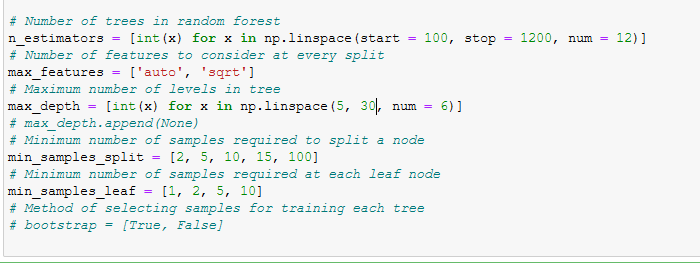 # Number of trees in random forest
n_estimators = [int(x) for x in np.linspace(start = 100, stop = 1200, num = 12)]
# Number of features to consider at every split
max_features = ['auto', 'sqrt']
# Maximum number of levels in tree
max_depth = [int(x) for x in np.linspace(5, 30, num = 6)]
# max_depth.append(None)
# Minimum number of samples required to split a node
min_samples_split = [2, 5, 10, 15, 100]
# Minimum number of samples required at each leaf node
min_samples_leaf = [1, 2, 5, 10]
# Method of selecting samples for training each tree
# bootstrap = [True, False]